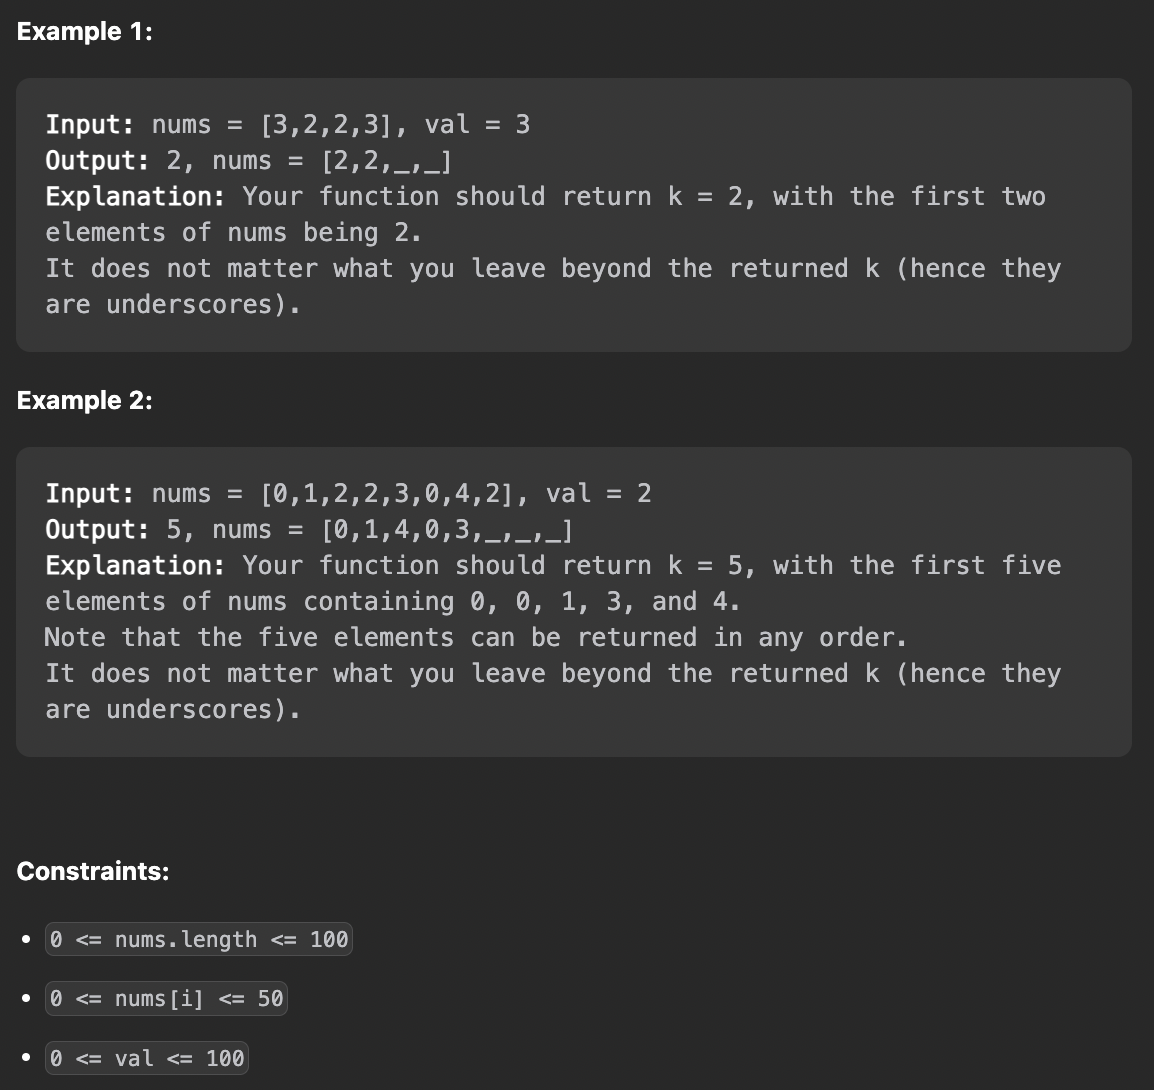 Example 1:
Input: nums = [3,2,2,3], val = 3
Output: 2, nums = [2,2,_,_]
Explanation: Your function should return k = 2, with the first two
elements of nums being 2.
It does not matter what you leave beyond the returned k (hence they
are underscores).
Example 2:
Input: nums = [0,1,2,2,3,0,4,2], val = 2
Output: 5, nums = [0,1,4,0,3,_,_,_]
Explanation: Your function should return k = 5, with the first five
elements of nums containing 0, 0, 1, 3, and 4.
Note that the five elements can be returned in any order.
It does not matter what you leave beyond the returned k (hence they
are underscores).
Constraints:
• 0 <= nums.length <= 100
• 0 <= nums[i] <= 50
• 0 <= val <= 100